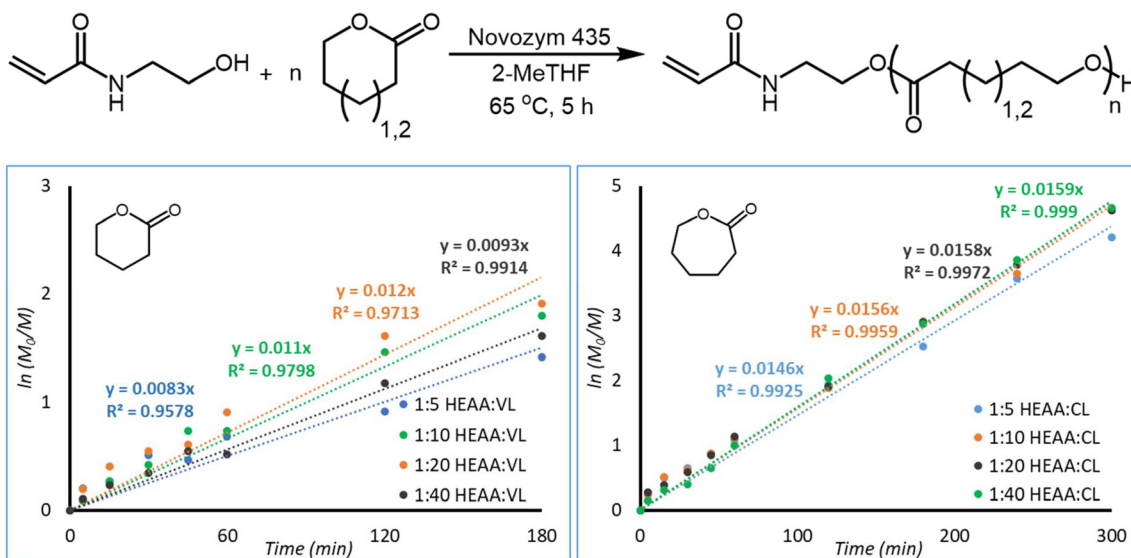 O
N
H
OH
+ n
O
O
1,2
Novozym 435
2-MeTHF
65 °C, 5 h
O
N
H
O
O
1,2
O
H
n
3
2
1
0
0
60
120
180
ln (M₀/M)
Time (min)
O
O
y = 0.0093x
R² = 0.9914
y = 0.012x
R² = 0.9713
y = 0.011x
R² = 0.9798
y = 0.0083x
R² = 0.9578
1:5 HEAA:VL
1:10 HEAA:VL
1:20 HEAA:VL
1:40 HEAA:VL
5
4
3
2
1
0
0
100
200
300
ln (M₀/M)
Time (min)
O
O
y = 0.0159x
R² = 0.999
y = 0.0158x
R² = 0.9972
y = 0.0156x
R² = 0.9959
y = 0.0146x
R² = 0.9925
1:5 HEAA:CL
1:10 HEAA:CL
1:20 HEAA:CL
1:40 HEAA:CL